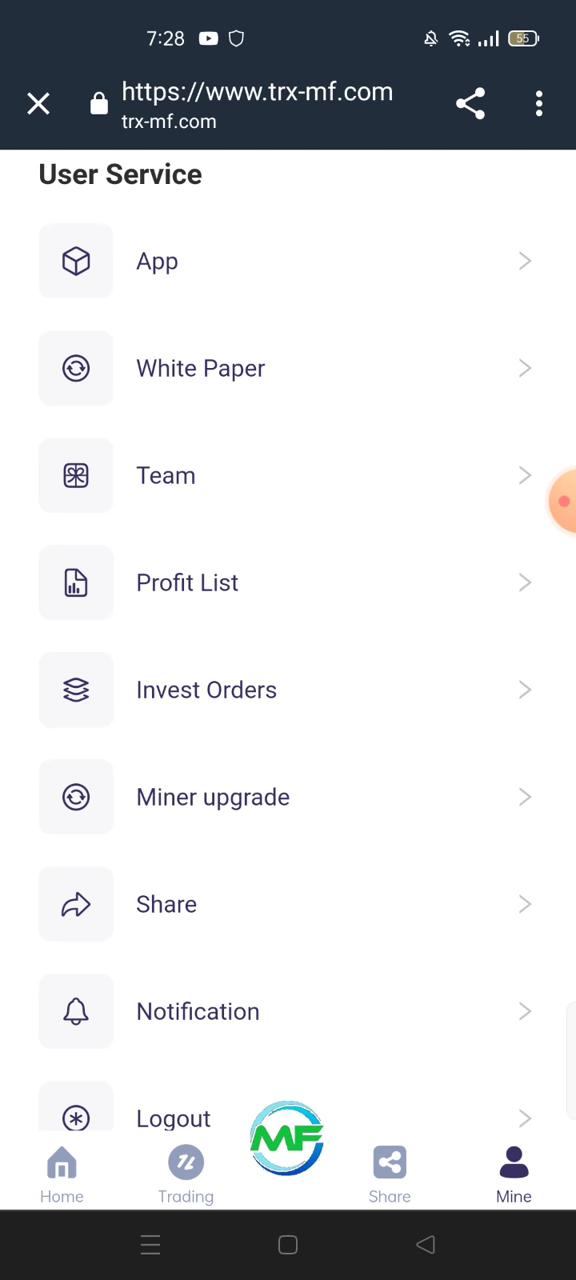 7:28
55
https://www.trx-mf.com
trx-mf.com
User Service
App
White Paper
Team
Profit List
Invest Orders
Miner upgrade
Share
Notification
Logout
MF
Home
Trading
Share
Mine